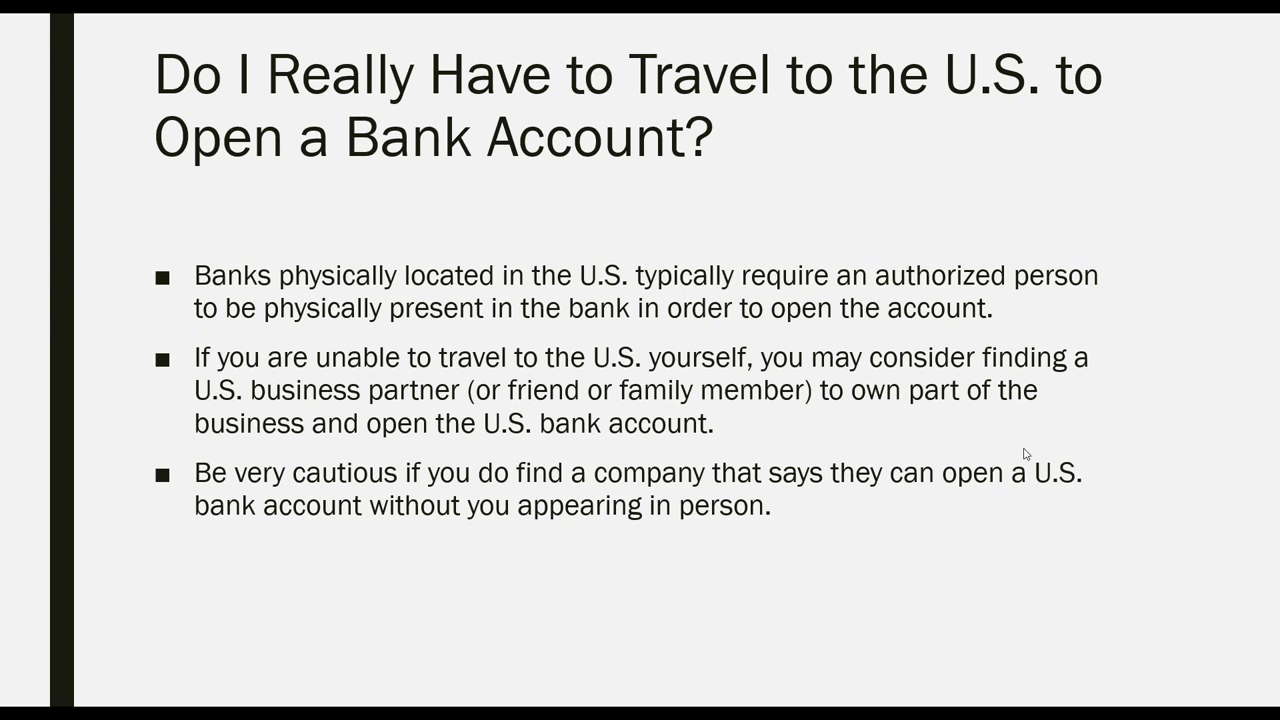 Do I Really Have to Travel to the U.S. to
Open a Bank Account?
■ Banks physically located in the U.S. typically require an authorized person
to be physically present in the bank in order to open the account.
■ If you are unable to travel to the U.S. yourself, you may consider finding a
U.S. business partner (or friend or family member) to own part of the
business and open the U.S. bank account.
■ Be very cautious if you do find a company that says they can open a U.S.
bank account without you appearing in person.